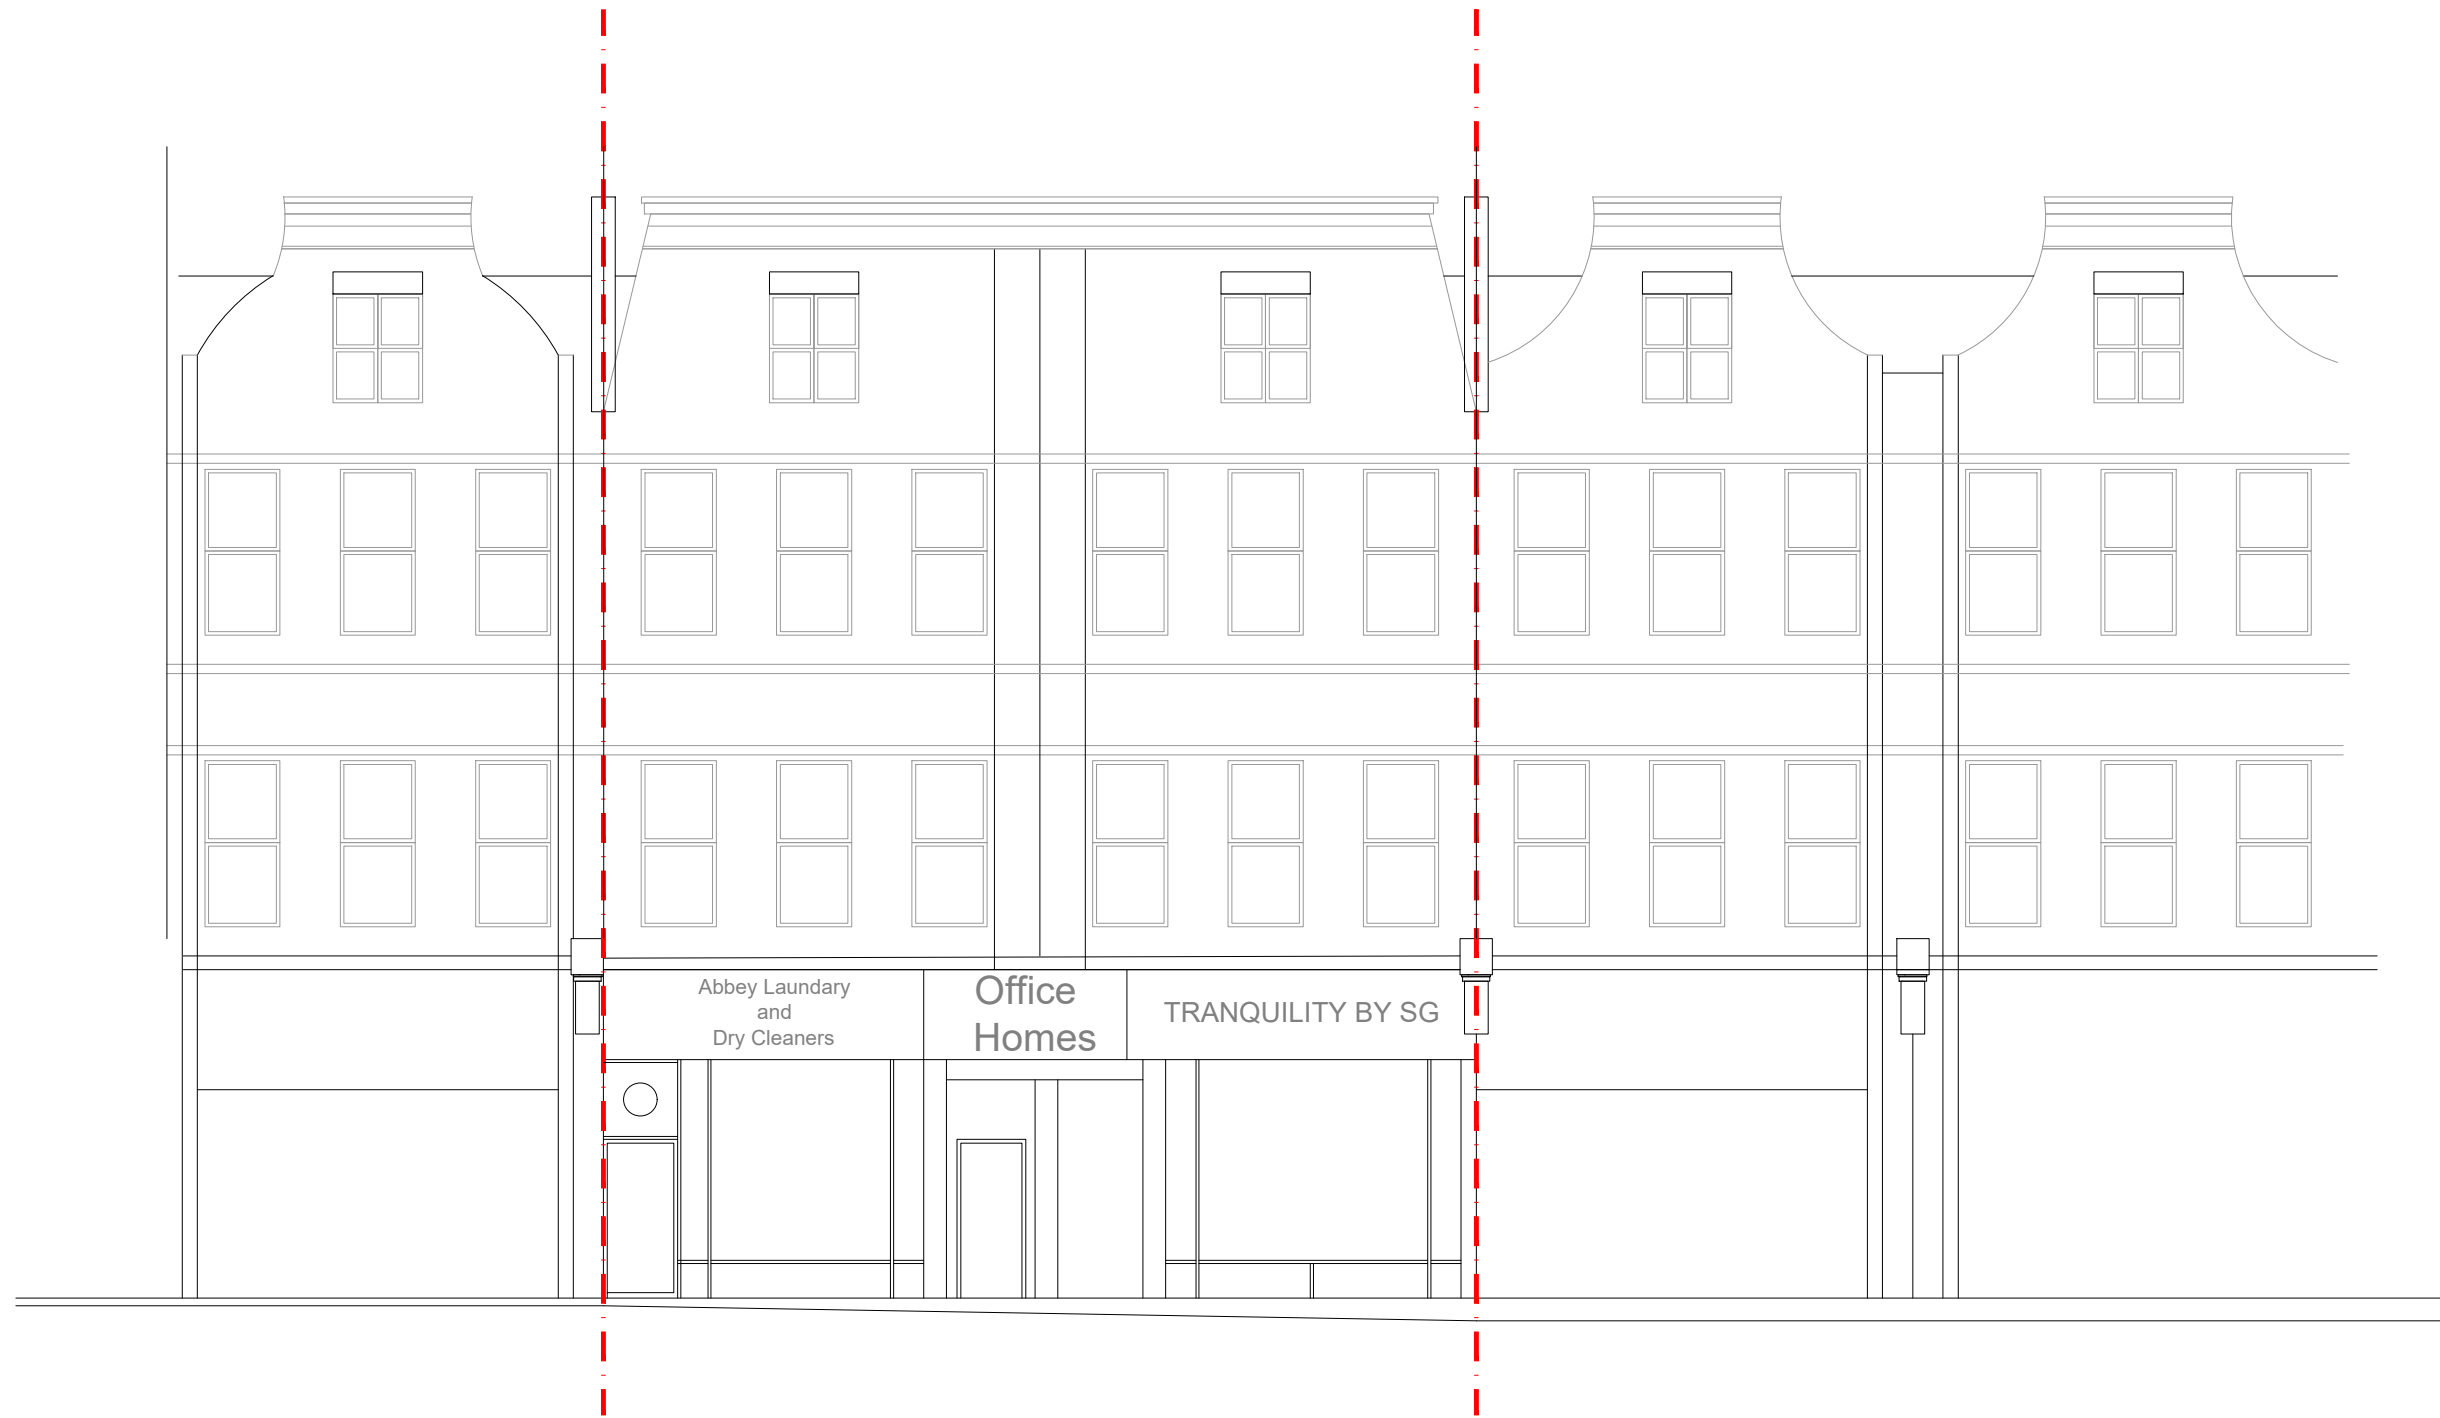 Abbey Laundary
and
Dry Cleaners
Office
Homes
TRANQUILITY BY SG